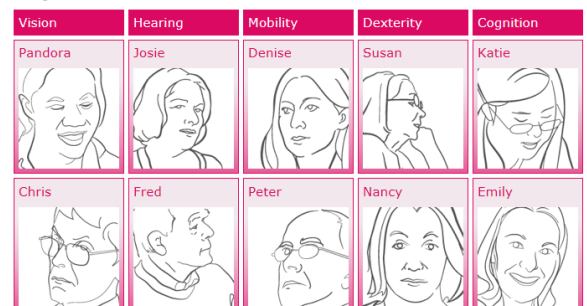 Vision Hearing Mobility Dexterity Cognition
Pandora Josie Denise Susan Katie
Chris Fred Peter Nancy Emily